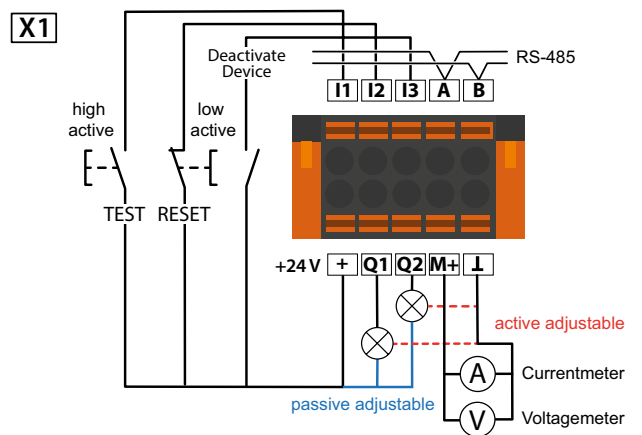 X1
Deactivate
Device
RS-485
I1 I2 I3 A B
high
active
low
active
TEST RESET
+24 V + Q1 Q2 M+ ⊥
active adjustable
passive adjustable
A Currentmeter
V Voltagemeter